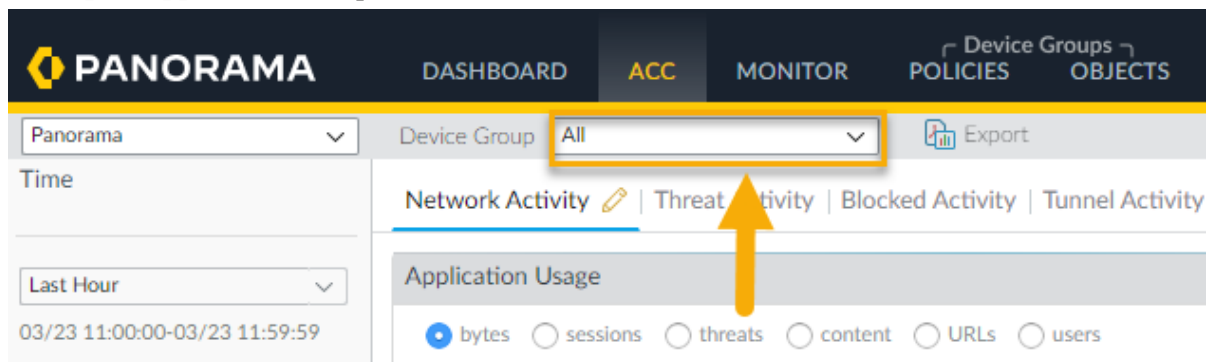 Device Groups
PANORAMA DASHBOARD ACC MONITOR POLICIES OBJECTS
Panorama Device Group All Export
Time
Network Activity | Threat Activity | Blocked Activity | Tunnel Activity
Application Usage
Last Hour
03/23 11:00:00-03/23 11:59:59 bytes sessions threats content URLs users